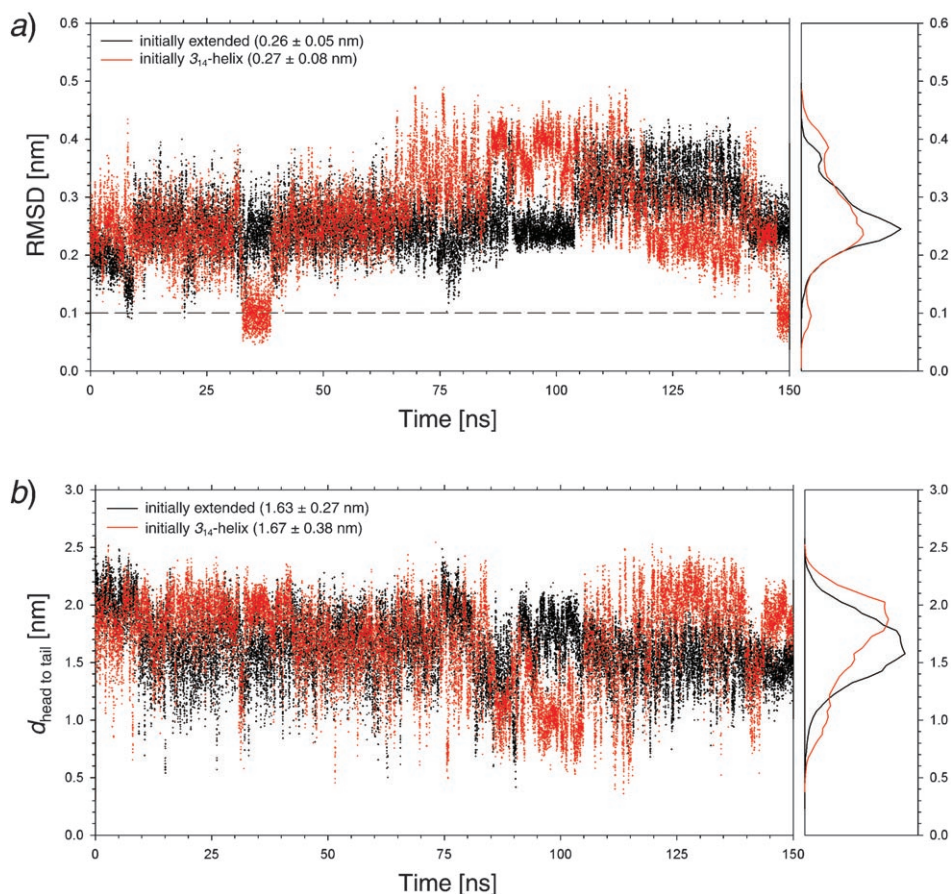 a)
initially extended (0.26 ± 0.05 nm)
initially 3₁₄-helix (0.27 ± 0.08 nm)
RMSD [nm]
0.6
0.5
0.4
0.3
0.2
0.1
0.0
0 25 50 75 100 125 150
0.6
0.5
0.4
0.3
0.2
0.1
0.0
Time [ns]
b)
initially extended (1.63 ± 0.27 nm)
initially 3₁₄-helix (1.67 ± 0.38 nm)
d head to tail [nm]
3.0
2.5
2.0
1.5
1.0
0.5
0.0
0 25 50 75 100 125 150
3.0
2.5
2.0
1.5
1.0
0.5
0.0
Time [ns]